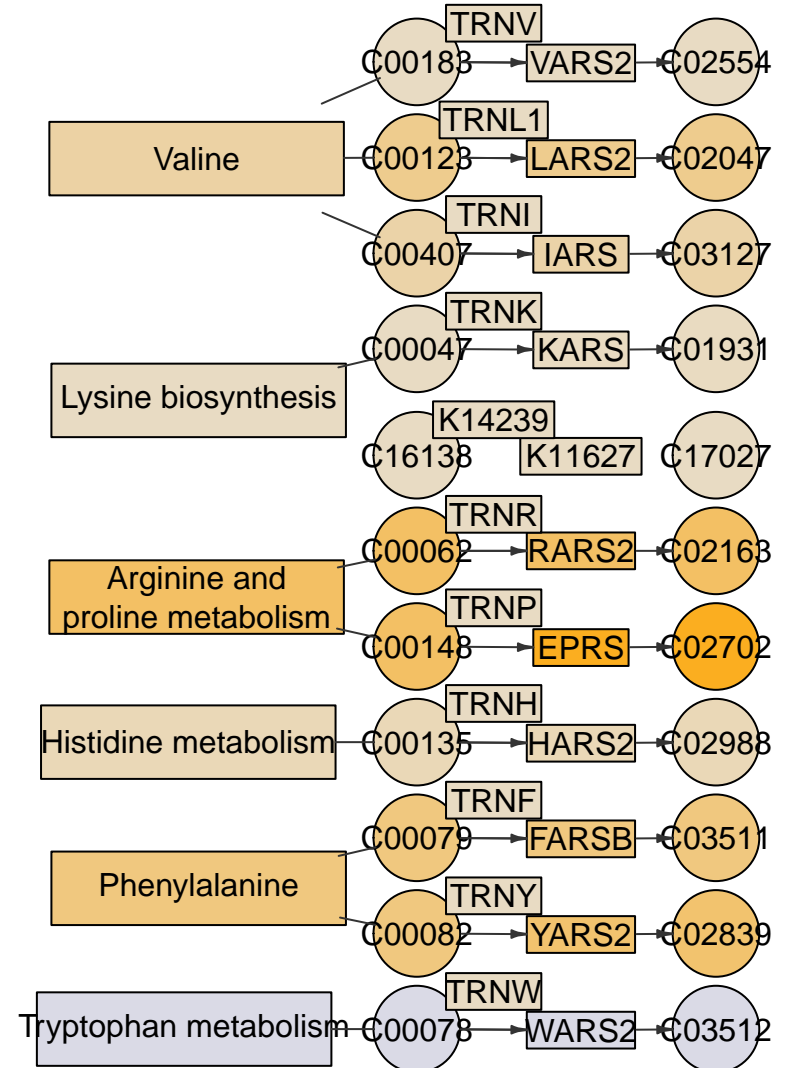 TRNV
C00183 VARS2 C02554
TRNL1
Valine C00123 LARS2 C02047
TRNI
C00407 IARS C03127
TRNK
C00047 KARS C01931
Lysine biosynthesis
K14239
C16138 K11627 C17027
TRNR
C00062 RARS2 C02163
Arginine and
proline metabolism
TRNP
C00148 EPRS C02702
TRNH
Histidine metabolism C00135 HARS2 C02988
TRNF
C00079 FARSB C03511
Phenylalanine
TRNY
C00082 YARS2 C02839
TRNW
Tryptophan metabolism C00078 WARS2 C03512